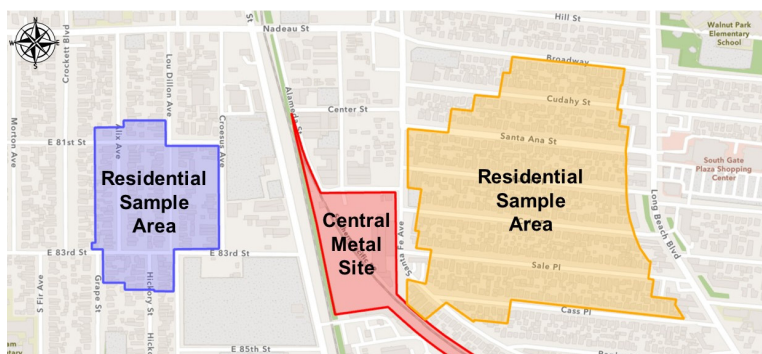 Hill St
Walnut Park
Elementary
School
Nadeau St
St
N
W
E
S
Crockett Blvd
Lou Dillon Ave
Broadway
Cudahy St
Center St
Alameda St
Santa Ana St
Morton Ave
E 81st St
Alix Ave
Croesus Ave
Residential
Sample
Area
Residential
Sample
Area
South Gate
Plaza Shopping
Center
Central
Metal
Site
Santa Fe Ave
Long Beach Blvd
E 83rd St
E 83rd St
Sale Pl
S Fir Ave
Grape St
Hickory St
Cass Pl
E 85th St